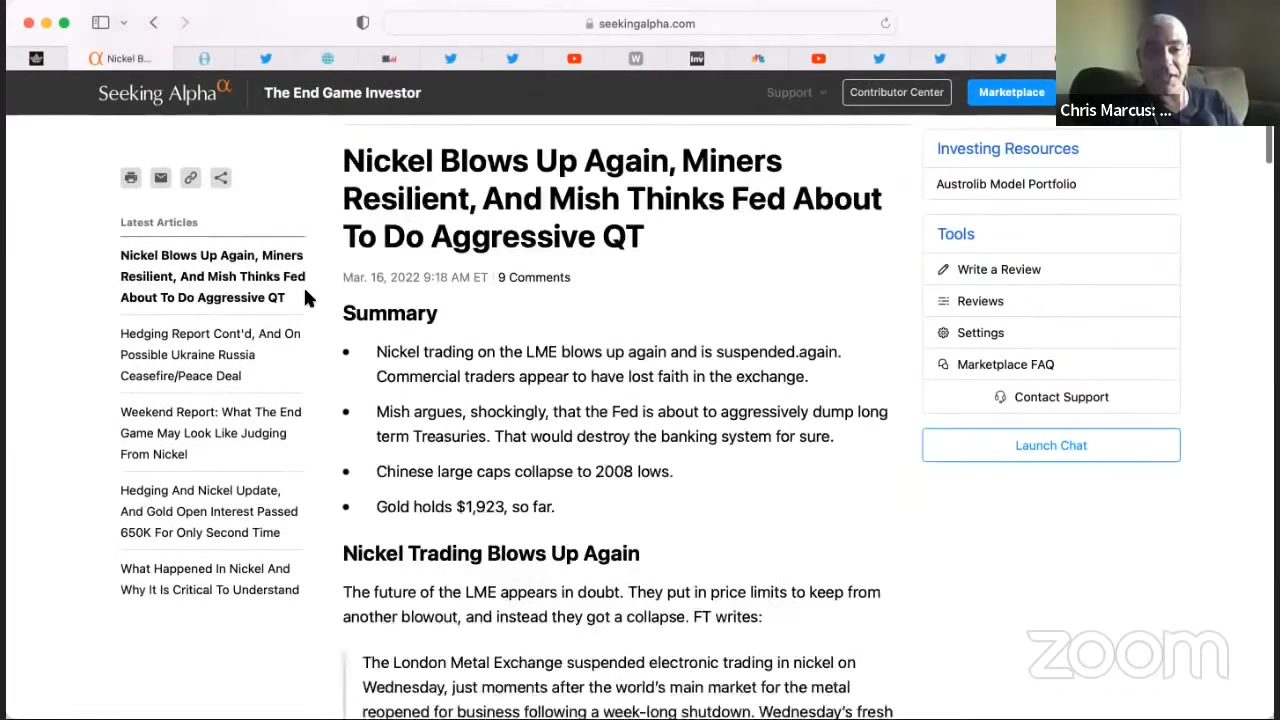 seekingalpha.com
Nickel B...
Seeking Alpha α
The End Game Investor
Support
Contributor Center
Marketplace
Chris Marcus: ...
Latest Articles
Nickel Blows Up Again, Miners
Resilient, And Mish Thinks Fed
About To Do Aggressive QT
Hedging Report Cont'd, And On
Possible Ukraine Russia
Ceasefire/Peace Deal
Weekend Report: What The End
Game May Look Like Judging
From Nickel
Hedging And Nickel Update,
And Gold Open Interest Passed
650K For Only Second Time
What Happened In Nickel And
Why It Is Critical To Understand
Nickel Blows Up Again, Miners
Resilient, And Mish Thinks Fed About
To Do Aggressive QT
Mar. 16, 2022 9:18 AM ET | 9 Comments
Summary
Nickel trading on the LME blows up again and is suspended.again.
Commercial traders appear to have lost faith in the exchange.
Mish argues, shockingly, that the Fed is about to aggressively dump long
term Treasuries. That would destroy the banking system for sure.
Chinese large caps collapse to 2008 lows.
Gold holds $1,923, so far.
Nickel Trading Blows Up Again
The future of the LME appears in doubt. They put in price limits to keep from
another blowout, and instead they got a collapse. FT writes:
The London Metal Exchange suspended electronic trading in nickel on
Wednesday, just moments after the world's main market for the metal
reopened for business following a week-long shutdown. Wednesday's fresh
Investing Resources
Austrolib Model Portfolio
Tools
Write a Review
Reviews
Settings
Marketplace FAQ
Contact Support
Launch Chat
zoom